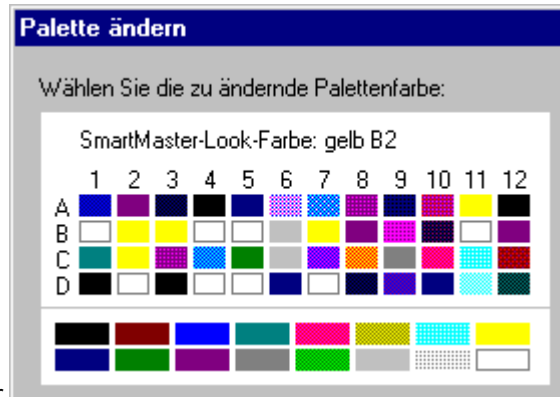 Palette ändern
Wählen Sie die zu ändernde Palettenfarbe:
SmartMaster-Look-Farbe: gelb B2
1 2 3 4 5 6 7 8 9 10 11 12
A
B
C
D